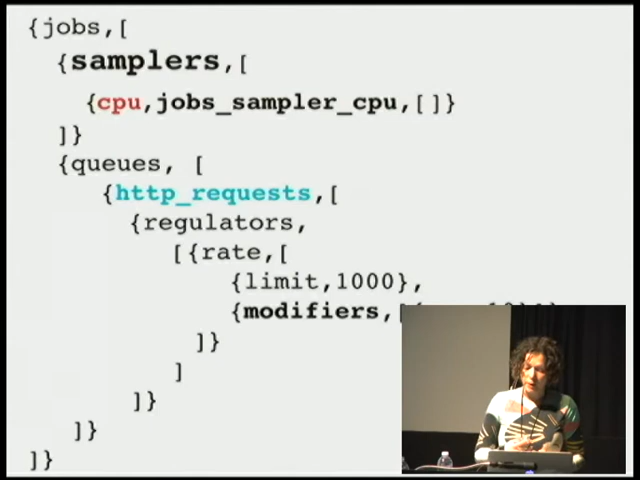 {jobs,[
{samplers,[
{cpu,jobs_sampler_cpu,[]}
]}
{queues, [
{http_requests,[
{regulators,
[{rate,[
{limit,1000},
{modifiers,
]}
]
]}
]}
]}